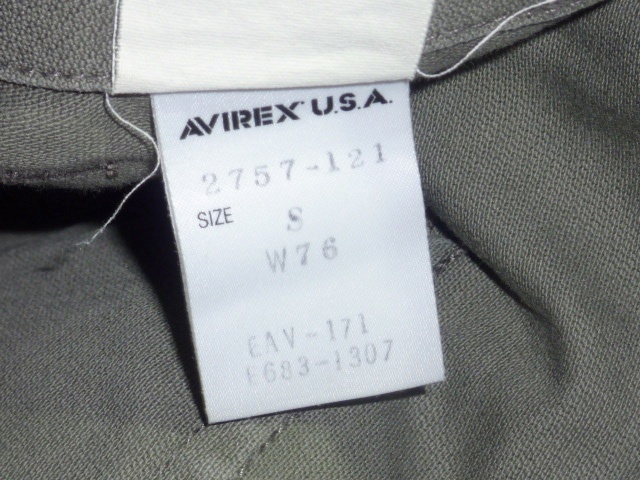 AVIREX U.S.A.
2757-121
SIZE S
W76
EAV-171
E683-1307